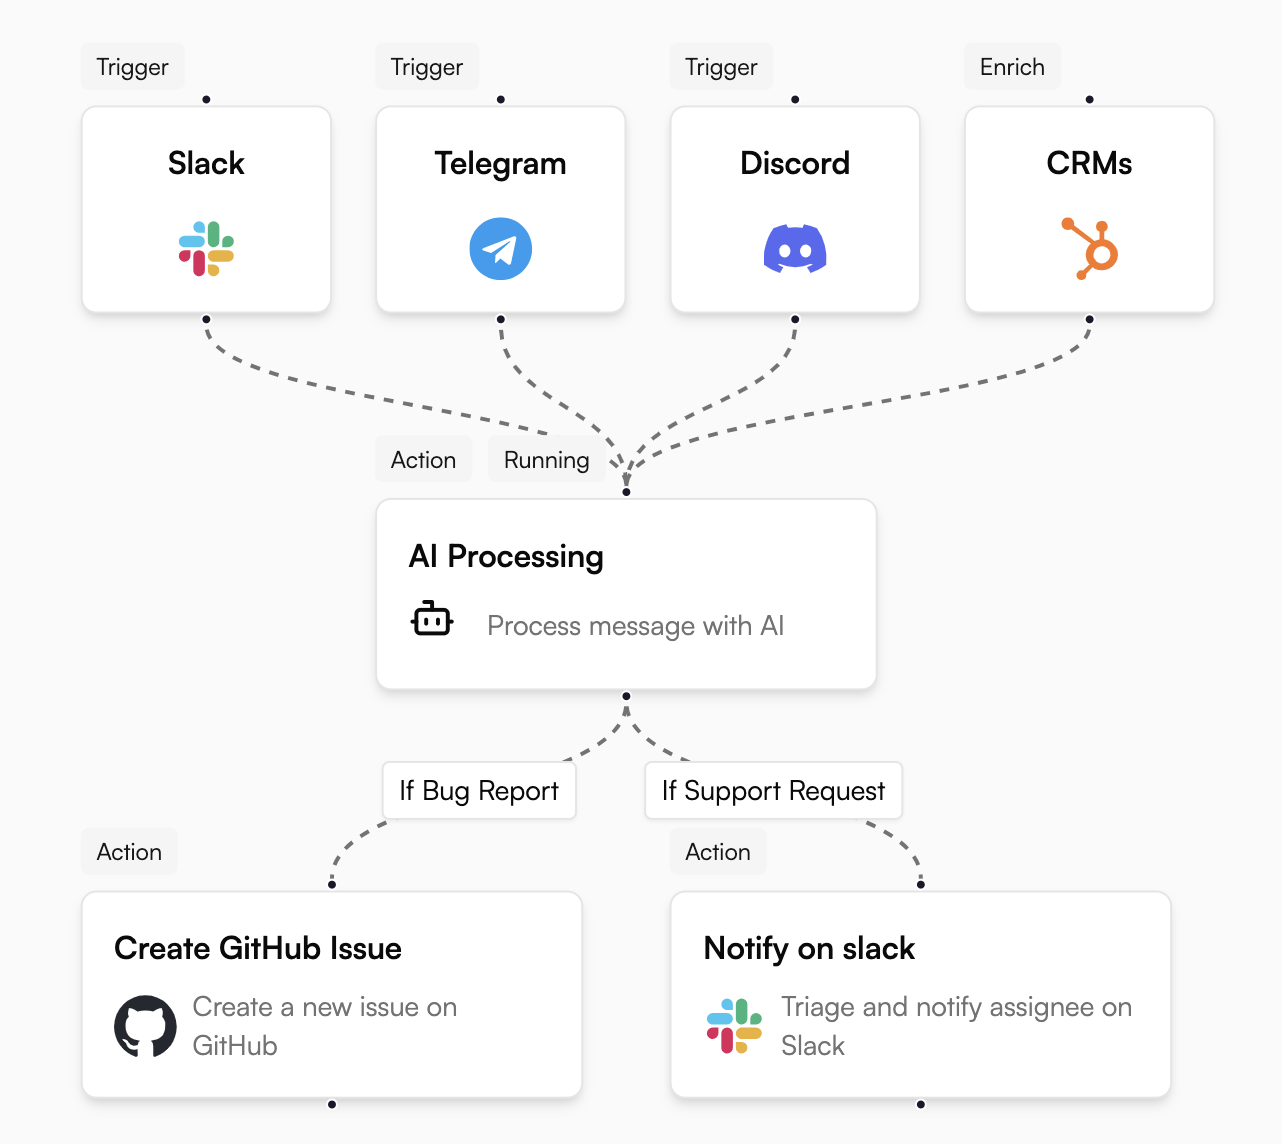 Trigger
Trigger
Trigger
Enrich
Slack
Telegram
Discord
CRMs
Action
Running
AI Processing
Process message with AI
If Bug Report
If Support Request
Action
Action
Create GitHub Issue
Create a new issue on
GitHub
Notify on slack
Triage and notify assignee on
Slack